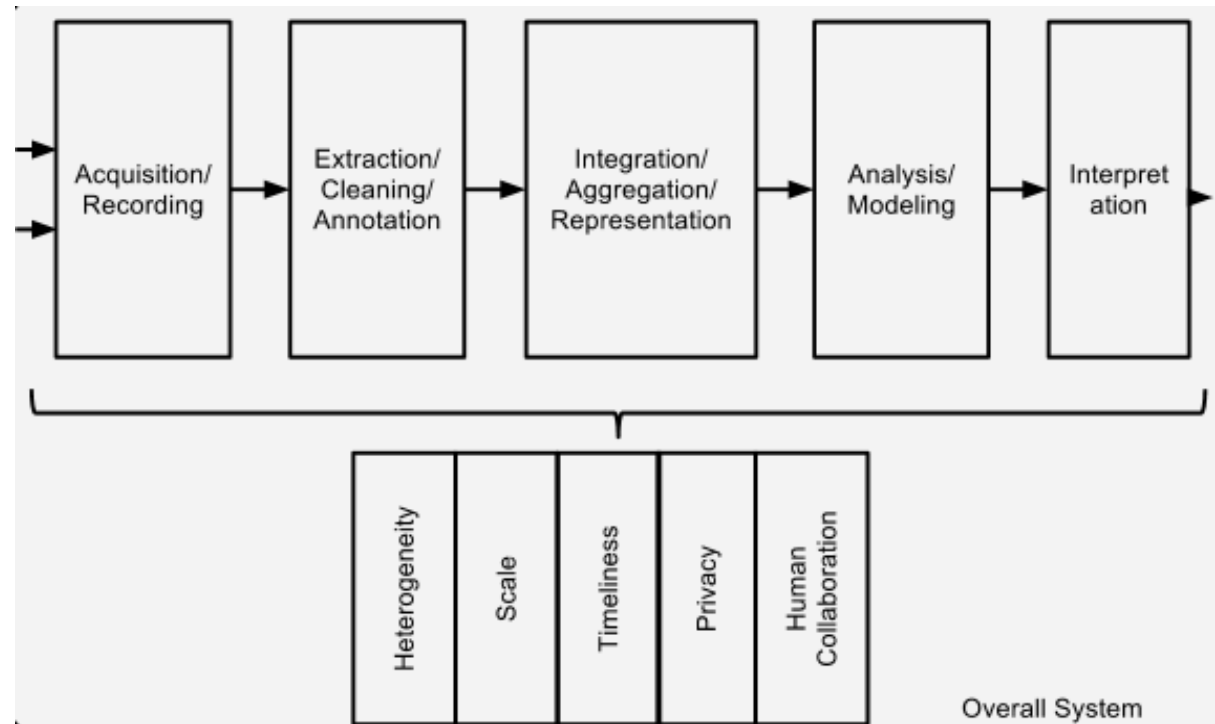 Acquisition/
Recording
Extraction/
Cleaning/
Annotation
Integration/
Aggregation/
Representation
Analysis/
Modeling
Interpret
ation
Heterogeneity
Scale
Timeliness
Privacy
Human
Collaboration
Overall System